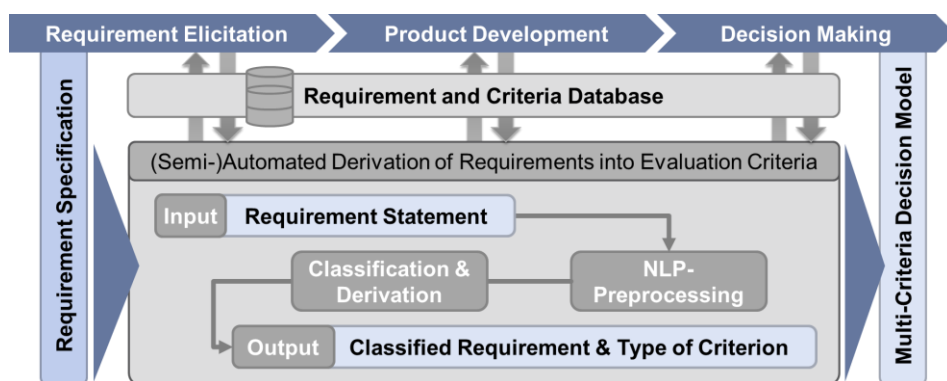 Requirement Elicitation
Product Development
Decision Making
Requirement Specification
Requirement and Criteria Database
(Semi-)Automated Derivation of Requirements into Evaluation Criteria
Input
Requirement Statement
Classification &
Derivation
NLP-
Preprocessing
Output
Classified Requirement & Type of Criterion
Multi-Criteria Decision Model